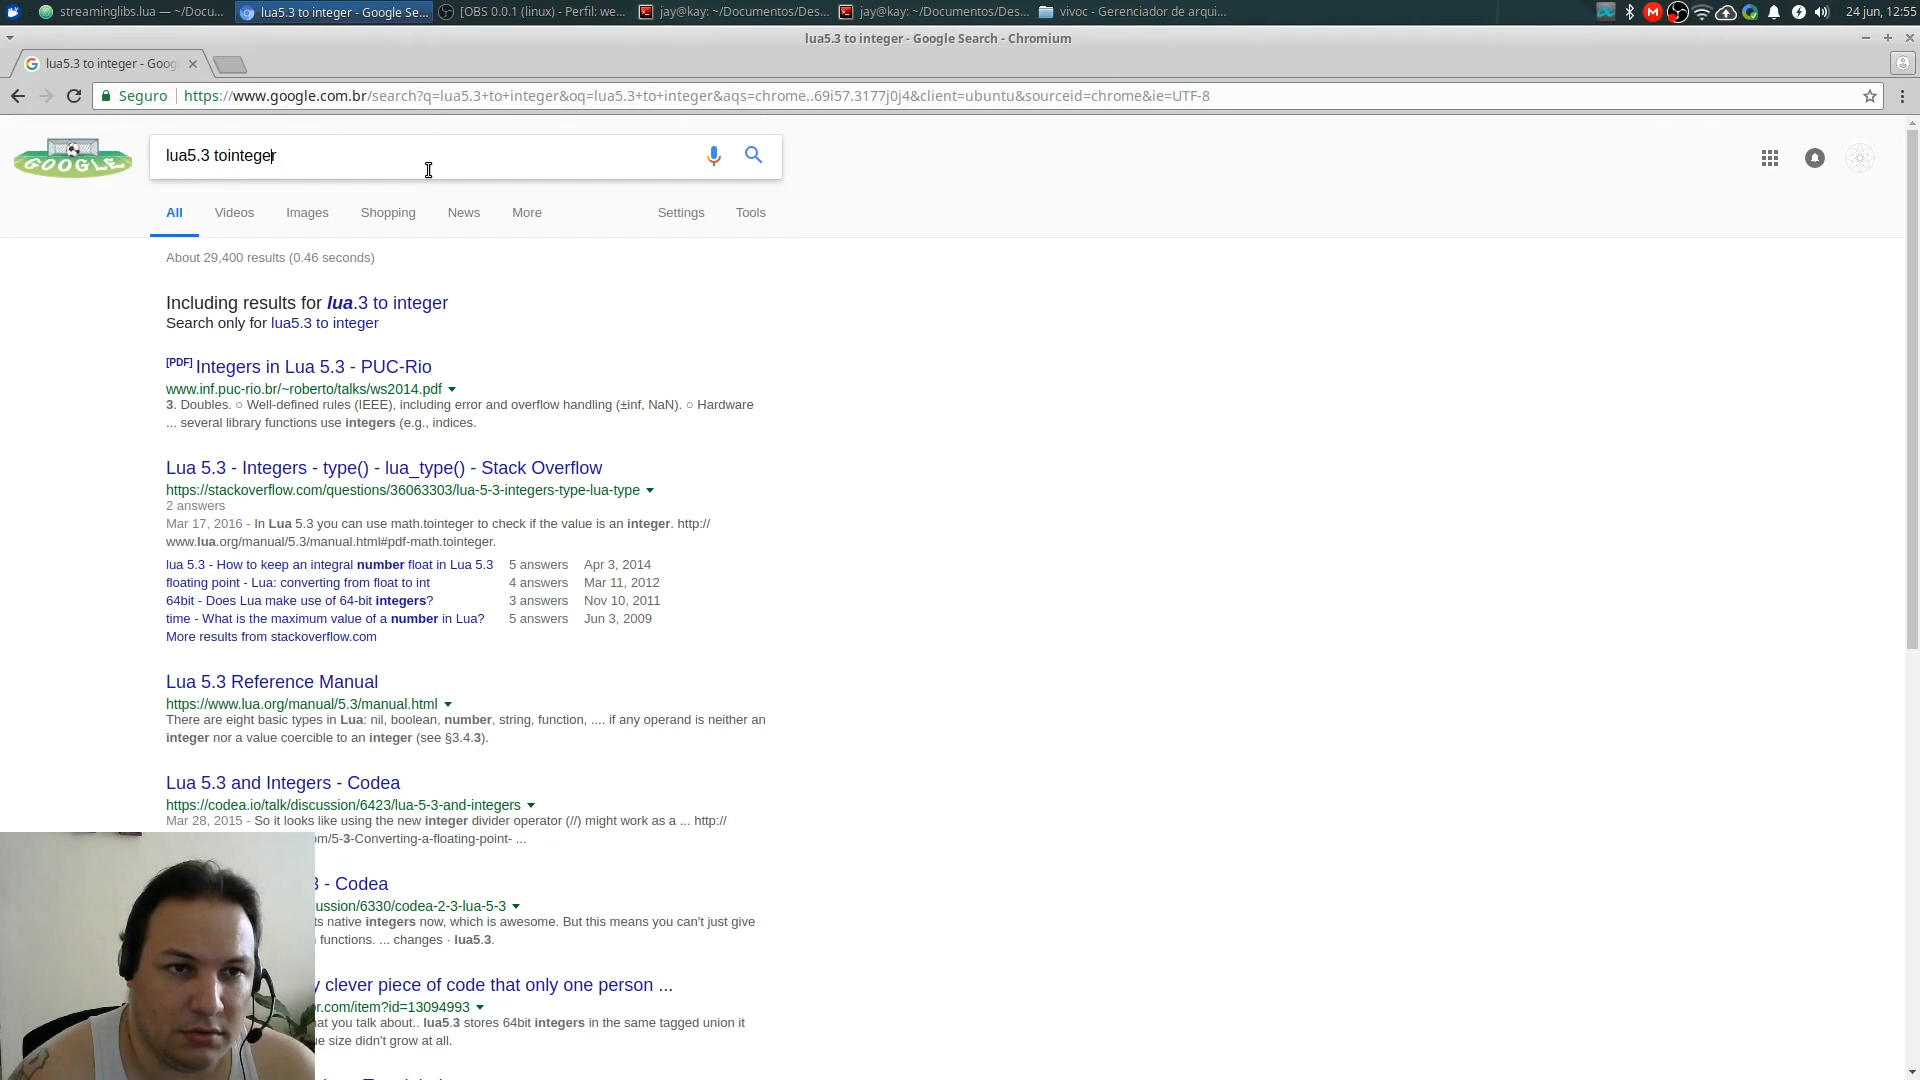 streaminglibs.lua — ~/Docu...
lua5.3 to integer - Google Se...
[OBS 0.0.1 (linux) - Perfil: we...
jay@kay: ~/Documentos/Des...
jay@kay: ~/Documentos/Des...
vivoc - Gerenciador de arqui...
24 jun, 12:55
lua5.3 to integer - Google Search - Chromium
lua5.3 to integer - Goog
Seguro
https://www.google.com.br/search?q=lua5.3+to+integer&oq=lua5.3+to+integer&aqs=chrome..69i57.3177j0j4&client=ubuntu&sourceid=chrome&ie=UTF-8
GOOGLE
lua5.3 tointeger
All Videos Images Shopping News More Settings Tools
About 29,400 results (0.46 seconds)
Including results for lua.3 to integer
Search only for lua5.3 to integer
[PDF] Integers in Lua 5.3 - PUC-Rio
www.inf.puc-rio.br/~roberto/talks/ws2014.pdf
3. Doubles. ○ Well-defined rules (IEEE), including error and overflow handling (±inf, NaN). ○ Hardware
... several library functions use integers (e.g., indices.
Lua 5.3 - Integers - type() - lua_type() - Stack Overflow
https://stackoverflow.com/questions/36063303/lua-5-3-integers-type-lua-type
2 answers
Mar 17, 2016 - In Lua 5.3 you can use math.tointeger to check if the value is an integer. http://
www.lua.org/manual/5.3/manual.html#pdf-math.tointeger.
lua 5.3 - How to keep an integral number float in Lua 5.3 5 answers Apr 3, 2014
floating point - Lua: converting from float to int 4 answers Mar 11, 2012
64bit - Does Lua make use of 64-bit integers? 3 answers Nov 10, 2011
time - What is the maximum value of a number in Lua? 5 answers Jun 3, 2009
More results from stackoverflow.com
Lua 5.3 Reference Manual
https://www.lua.org/manual/5.3/manual.html
There are eight basic types in Lua: nil, boolean, number, string, function, .... if any operand is neither an
integer nor a value coercible to an integer (see §3.4.3).
Lua 5.3 and Integers - Codea
https://codea.io/talk/discussion/6423/lua-5-3-and-integers
Mar 28, 2015 - So it looks like using the new integer divider operator (//) might work as a ... http://
om/5-3-Converting-a-floating-point- ...
3 - Codea
ussion/6330/codea-2-3-lua-5-3
ts native integers now, which is awesome. But this means you can't just give
functions. ... changes · lua5.3.
y clever piece of code that only one person ...
or.com/item?id=13094993
at you talk about.. lua5.3 stores 64bit integers in the same tagged union it
ue size didn't grow at all.